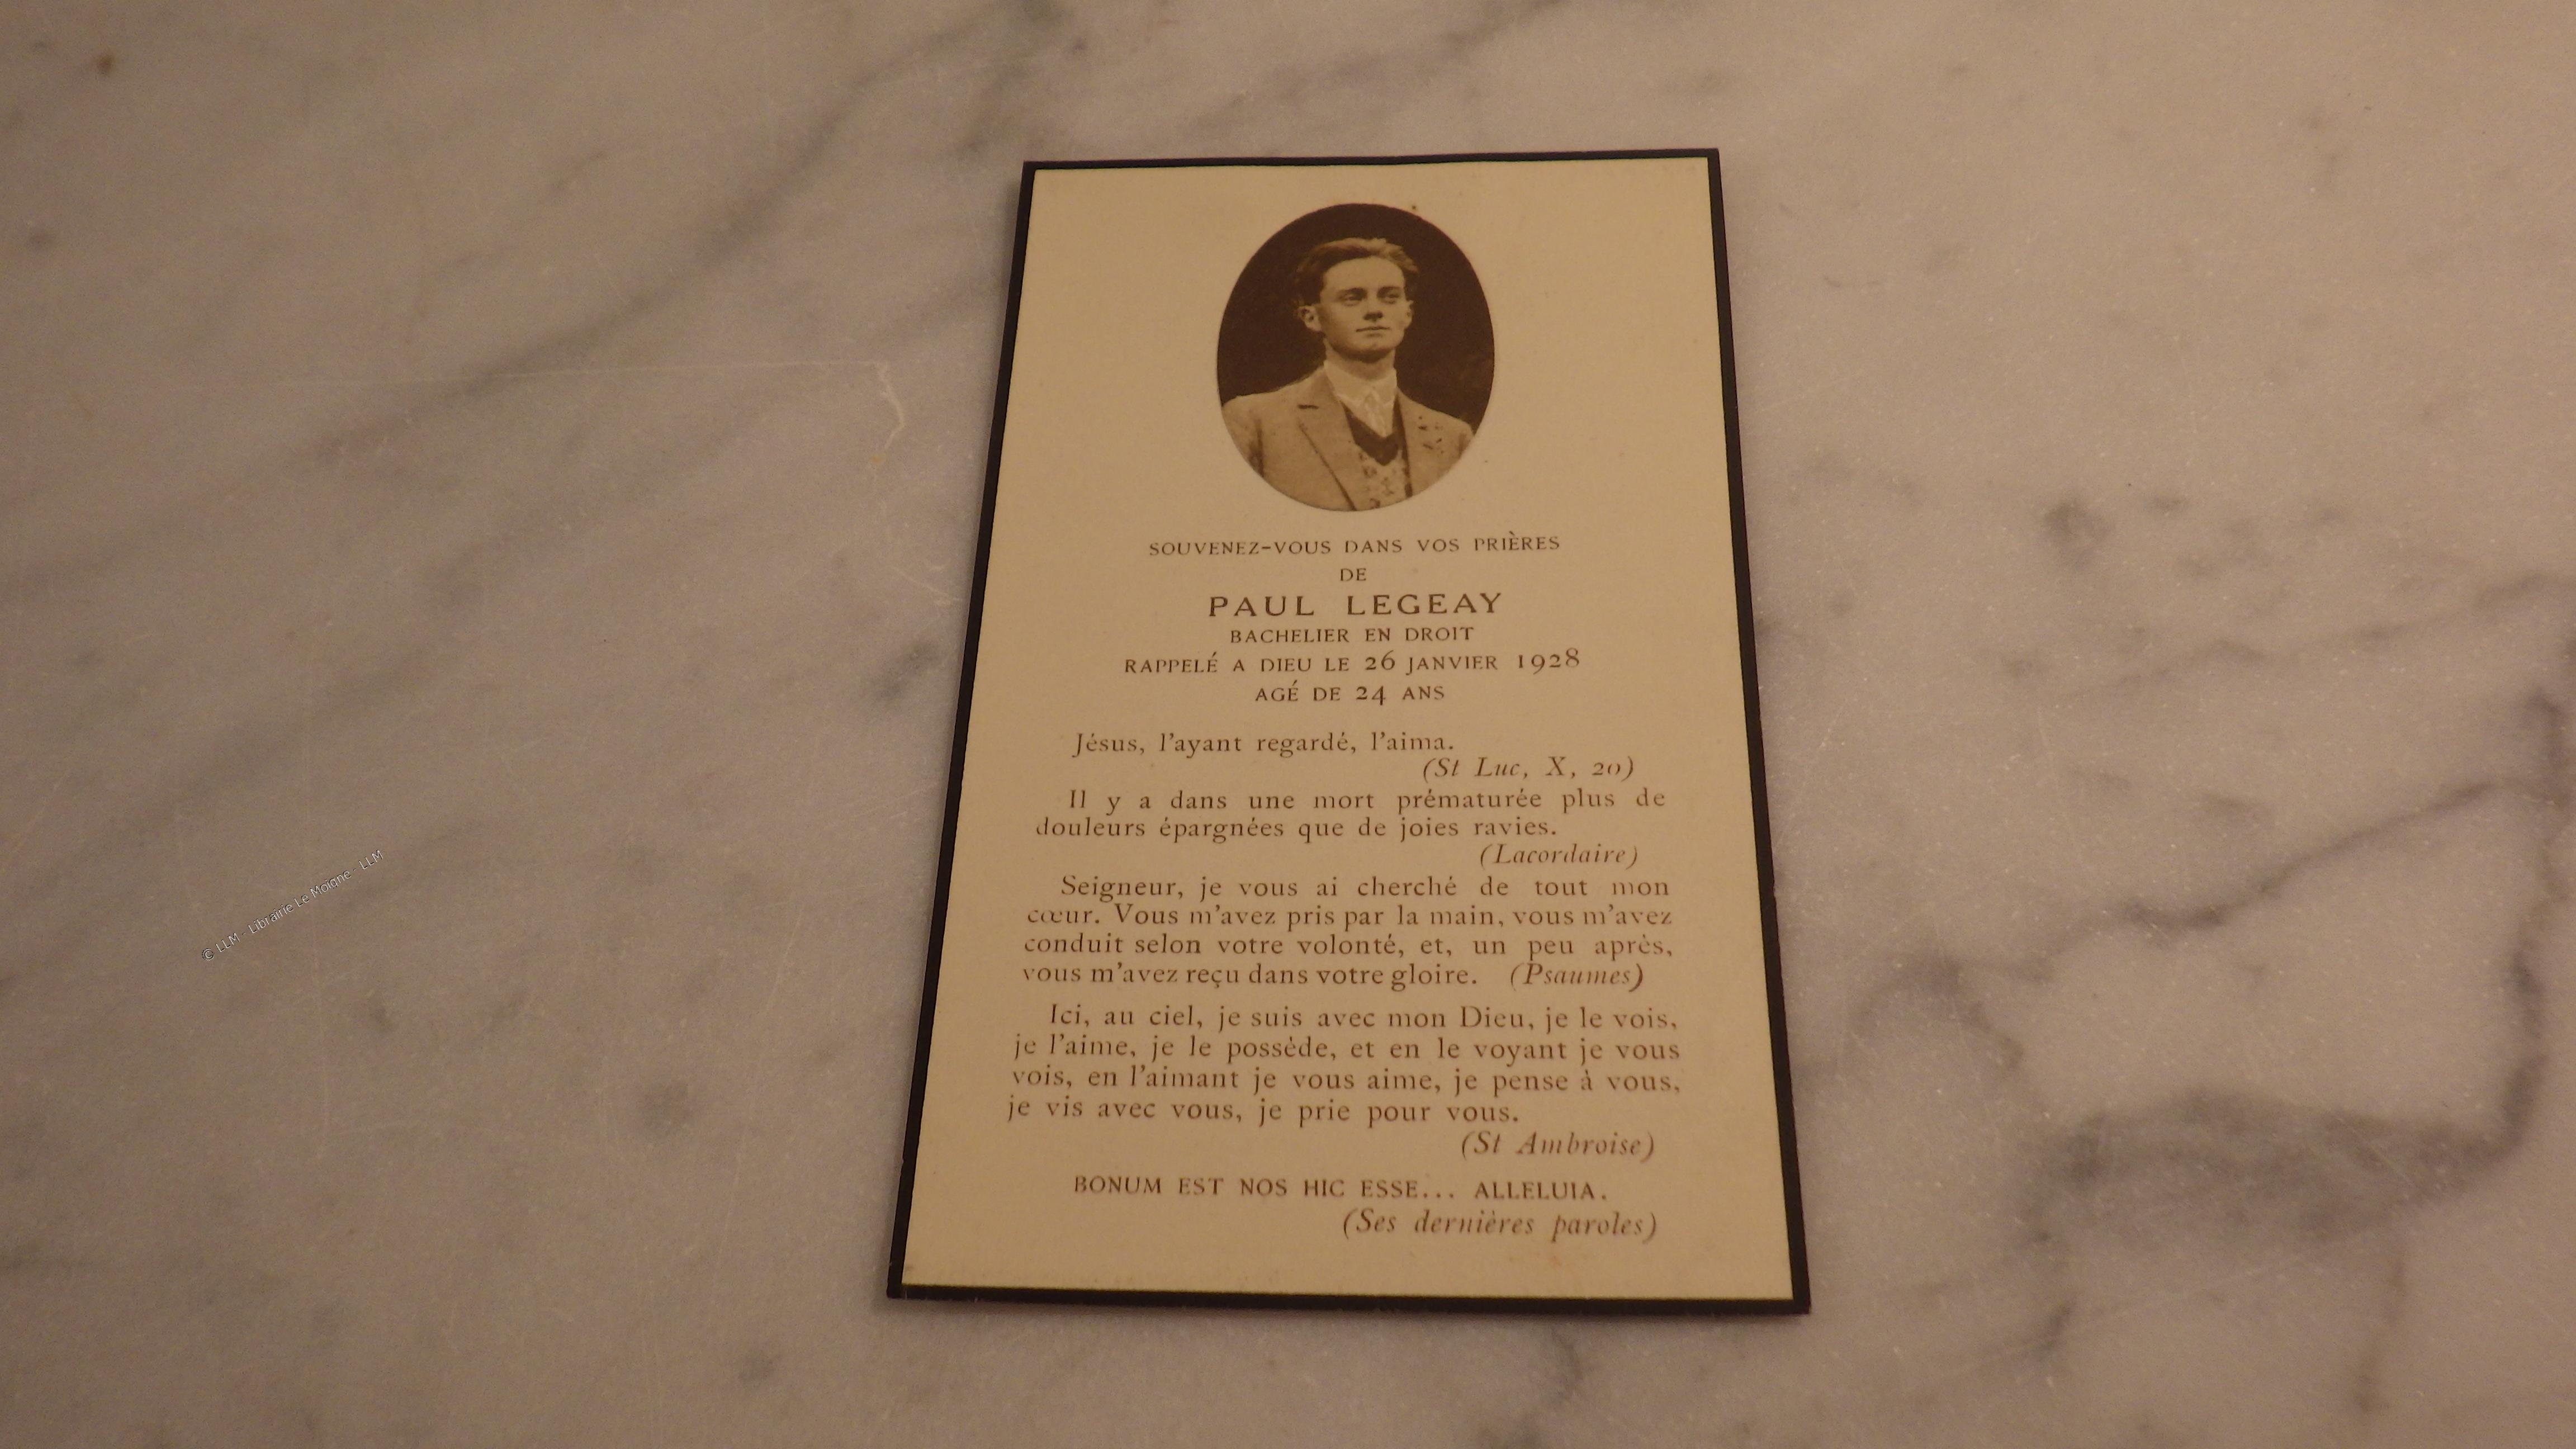 SOUVENEZ-VOUS DANS VOS PRIÈRES
DE
PAUL LEGEAY
BACHELIER EN DROIT
RAPPELÉ A DIEU LE 26 JANVIER 1928
AGÉ DE 24 ANS
Jésus, l'ayant regardé, l'aima.
(St Luc, X, 20)
Il y a dans une mort prématurée plus de
douleurs épargnées que de joies ravies.
(Lacordaire)
Seigneur, je vous ai cherché de tout mon
cœur. Vous m'avez pris par la main, vous m'avez
conduit selon votre volonté, et, un peu après,
vous m'avez reçu dans votre gloire. (Psaumes)
Ici, au ciel, je suis avec mon Dieu, je le vois,
je l'aime, je le possède, et en le voyant je vous
vois, en l'aimant je vous aime, je pense à vous,
je vis avec vous, je prie pour vous.
(St Ambroise)
BONUM EST NOS HIC ESSE... ALLELUIA.
(Ses dernières paroles)
© LLM - Librairie Le Moigne - LLM